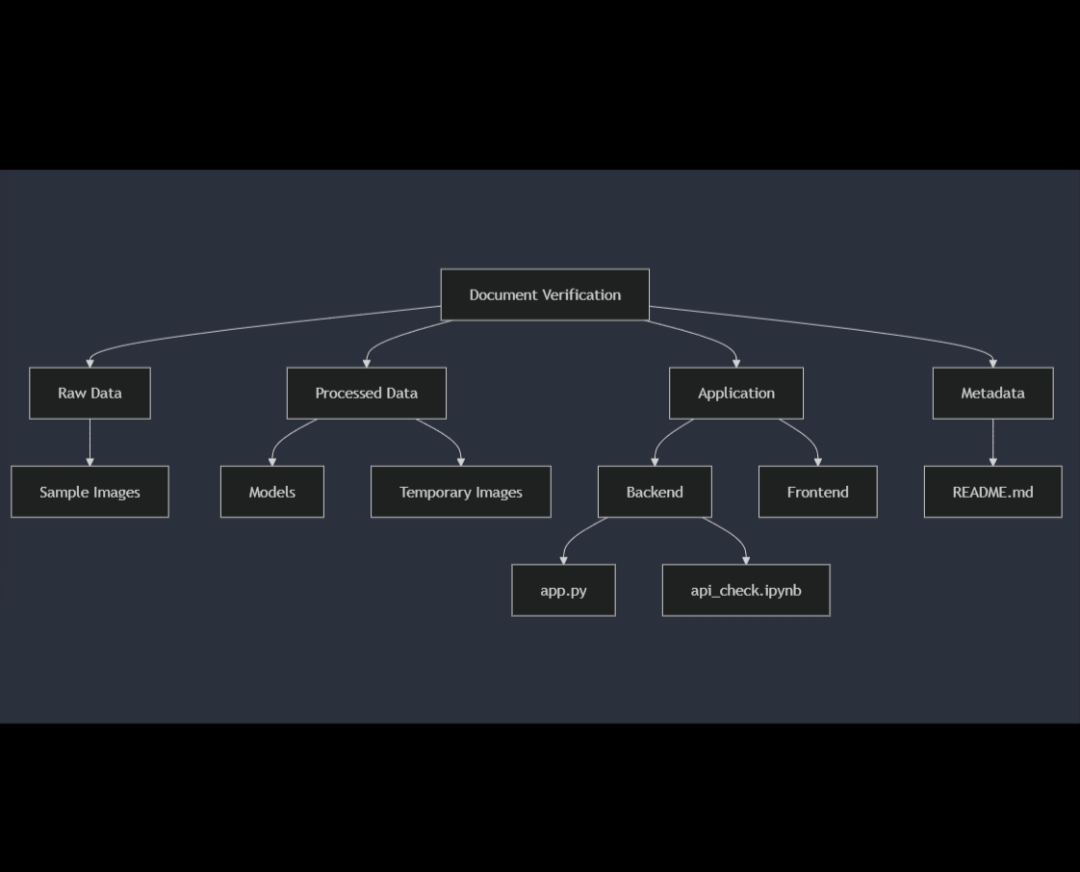 Document Verification
Raw Data
Processed Data
Application
Metadata
Sample Images
Models
Temporary Images
Backend
Frontend
README.md
app.py
api_check.ipynb